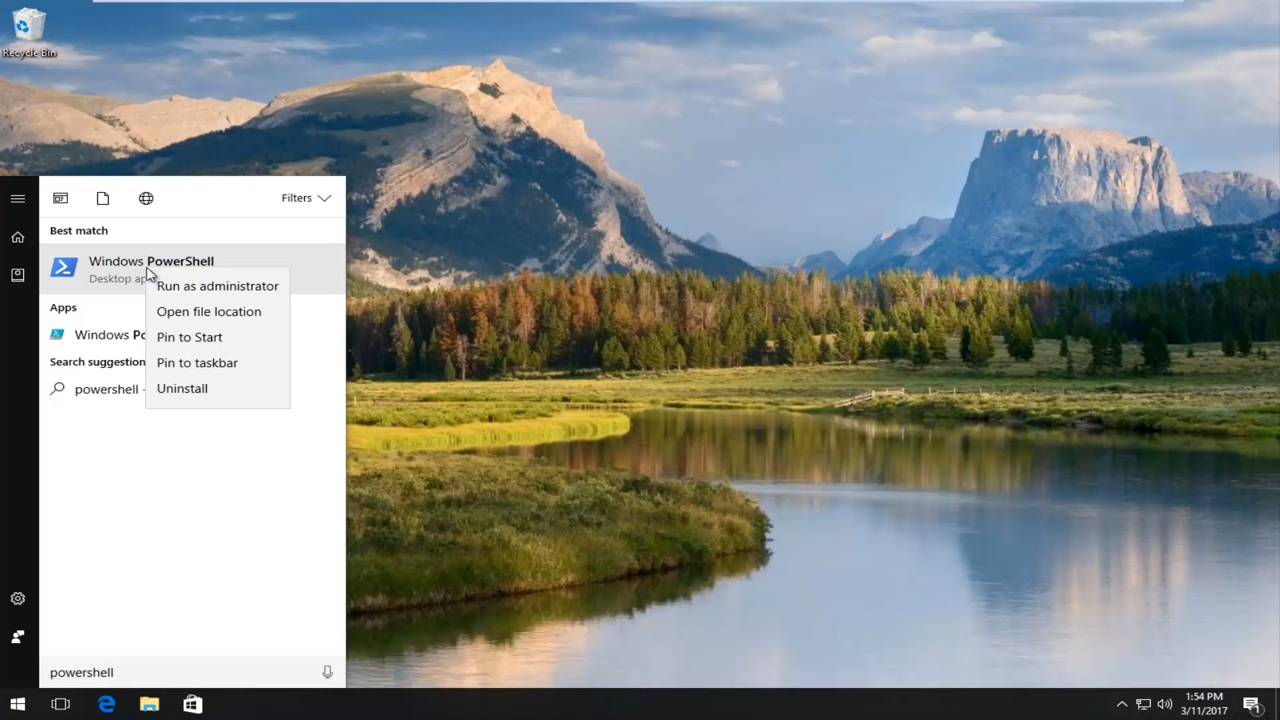 Recycle Bin
Filters
Best match
Windows PowerShell
Desktop ap
Run as administrator
Open file location
Apps
Pin to Start
Windows Po
Search suggestion
Pin to taskbar
powershell -
Uninstall
powershell
1:54 PM
3/11/2017
1